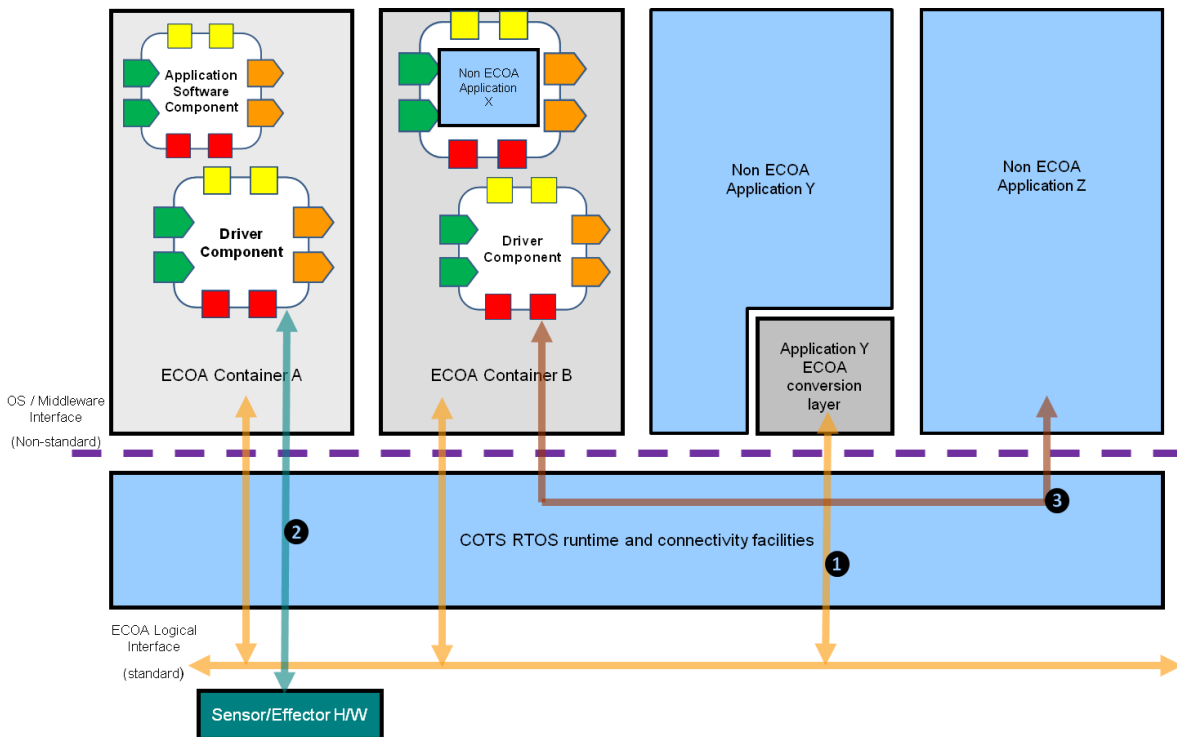 Application
Software
Component
Driver
Component
ECOA Container A
Non ECOA
Application
X
Driver
Component
ECOA Container B
Non ECOA
Application Y
Application Y
ECOA
conversion
layer
Non ECOA
Application Z
OS / Middleware
Interface
(Non-standard)
2
3
COTS RTOS runtime and connectivity facilities
1
ECOA Logical
Interface
(standard)
Sensor/Effector H/W